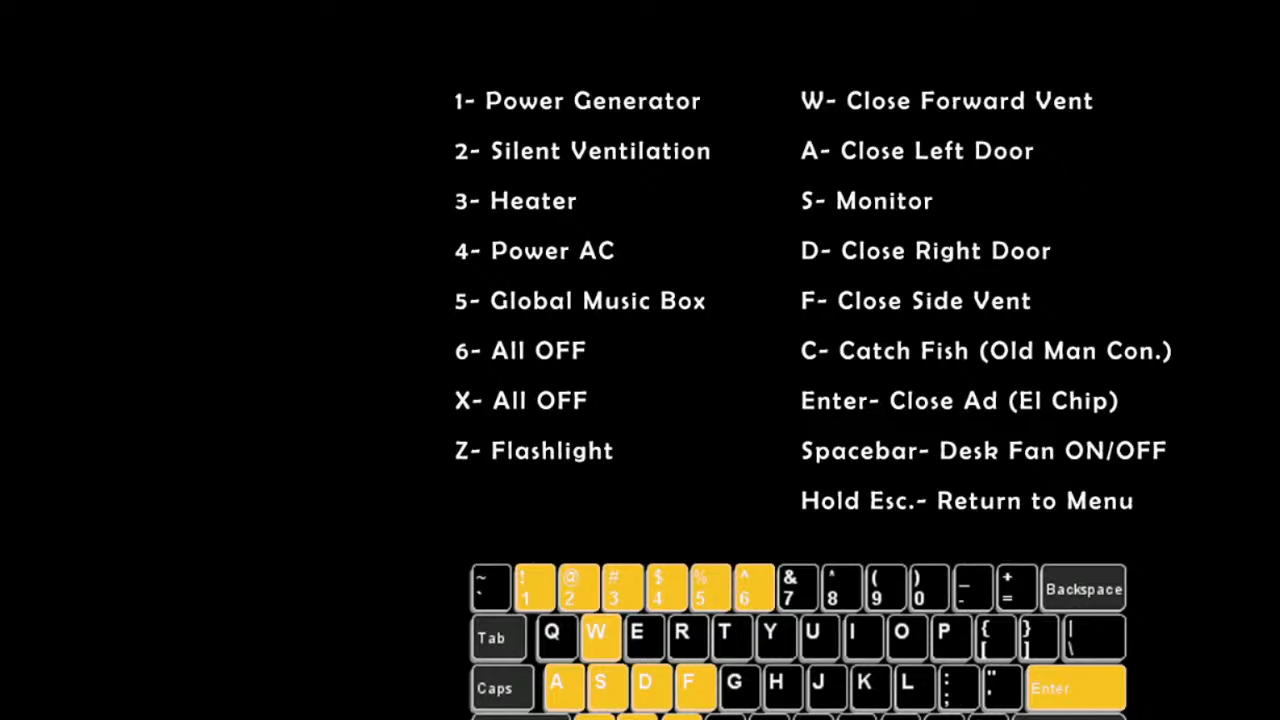 1- Power Generator
2- Silent Ventilation
3- Heater
4- Power AC
5- Global Music Box
6- All OFF
X- All OFF
Z- Flashlight
W- Close Forward Vent
A- Close Left Door
S- Monitor
D- Close Right Door
F- Close Side Vent
C- Catch Fish (Old Man Con.)
Enter- Close Ad (El Chip)
Spacebar- Desk Fan ON/OFF
Hold Esc.- Return to Menu
~ ! @ # $ % ^ & * ( ) _ +
` 1 2 3 4 5 6 7 8 9 0 - = Backspace
Tab Q W E R T Y U I O P { [ } ] | \
Caps A S D F G H J K L : ; " ' Enter